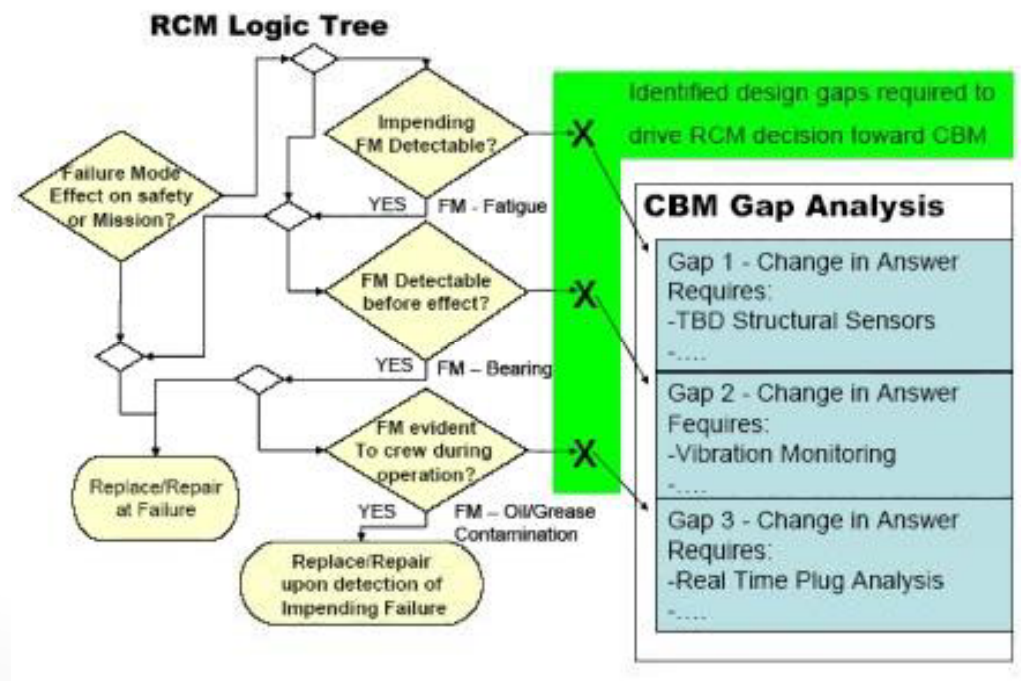 RCM Logic Tree
Impending
FM Detectable?
Identified design gaps required to
drive RCM decision toward CBM
Failure Mode
Effect on safety
or Mission?
YES
FM - Fatigue
FM Detectable
before effect?
YES
FM – Bearing
FM evident
To crew during
operation?
YES
FM – Oil/Grease
Contamination
Replace/Repair
at Failure
Replace/Repair
upon detection of
Impending Failure
X
X
X
CBM Gap Analysis
Gap 1 - Change in Answer
Requires:
-TBD Structural Sensors
-....
Gap 2 - Change in Answer
Fequires:
-Vibration Monitoring
-....
Gap 3 - Change in Answer
Requires:
-Real Time Plug Analysis
-....